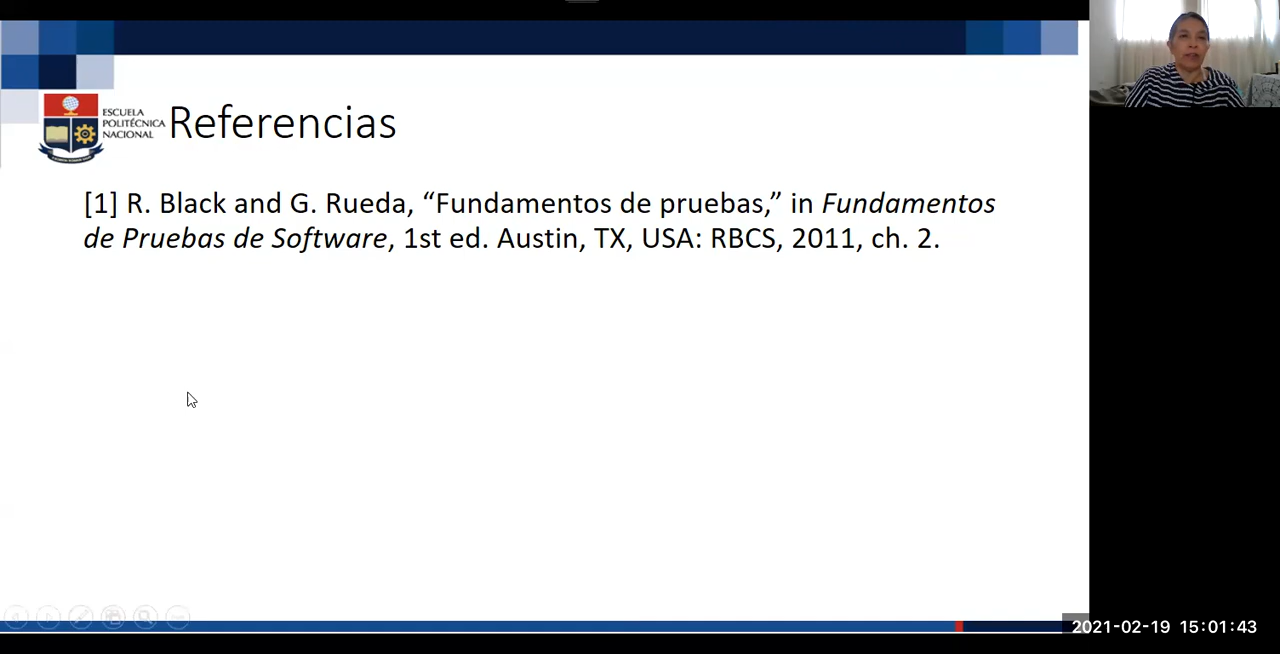 ESCUELA
POLITÉCNICA
NACIONAL
Referencias
[1] R. Black and G. Rueda, “Fundamentos de pruebas,” in Fundamentos
de Pruebas de Software, 1st ed. Austin, TX, USA: RBCS, 2011, ch. 2.
2021-02-19 15:01:43